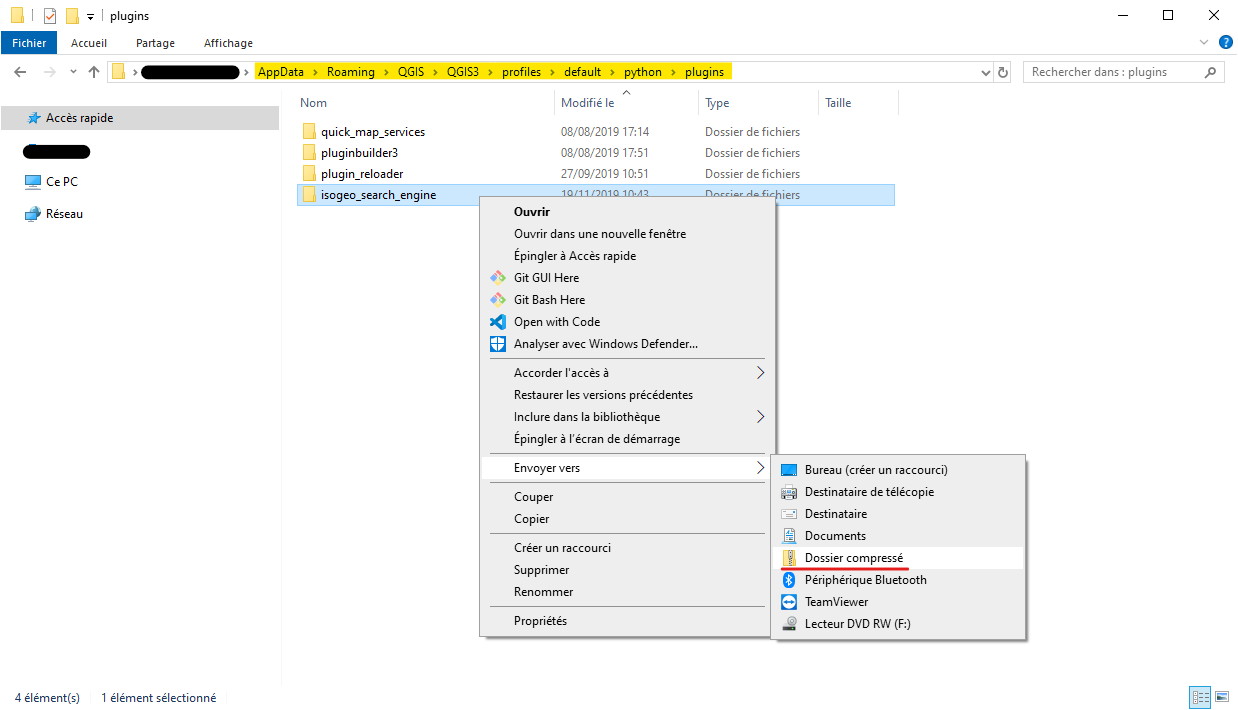 plugins
Fichier Accueil Partage Affichage
AppData Roaming QGIS QGIS3 profiles default python plugins
Rechercher dans : plugins
Accès rapide
Ce PC
Réseau
Nom Modifié le Type Taille
quick_map_services 08/08/2019 17:14 Dossier de fichiers
pluginbuilder3 08/08/2019 17:51 Dossier de fichiers
plugin_reloader 27/09/2019 10:51 Dossier de fichiers
isogeo_search_engine 19/11/2019 10:43 Dossier de fichiers
Ouvrir
Ouvrir dans une nouvelle fenêtre
Épingler à Accès rapide
Git GUI Here
Git Bash Here
Open with Code
Analyser avec Windows Defender...
Accorder l'accès à
Restaurer les versions précédentes
Inclure dans la bibliothèque
Épingler à l'écran de démarrage
Envoyer vers
Couper
Copier
Créer un raccourci
Supprimer
Renommer
Propriétés
Bureau (créer un raccourci)
Destinataire de télécopie
Destinataire
Documents
Dossier compressé
Périphérique Bluetooth
TeamViewer
Lecteur DVD RW (F:)
4 élément(s) 1 élément sélectionné